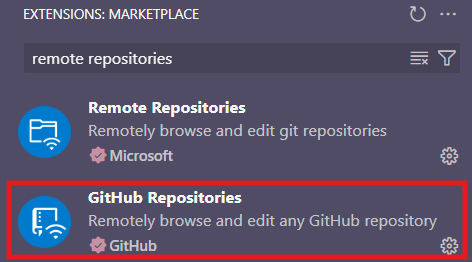 EXTENSIONS: MARKETPLACE
remote repositories
Remote Repositories
Remotely browse and edit git repositories
Microsoft
GitHub Repositories
Remotely browse and edit any GitHub repository
GitHub